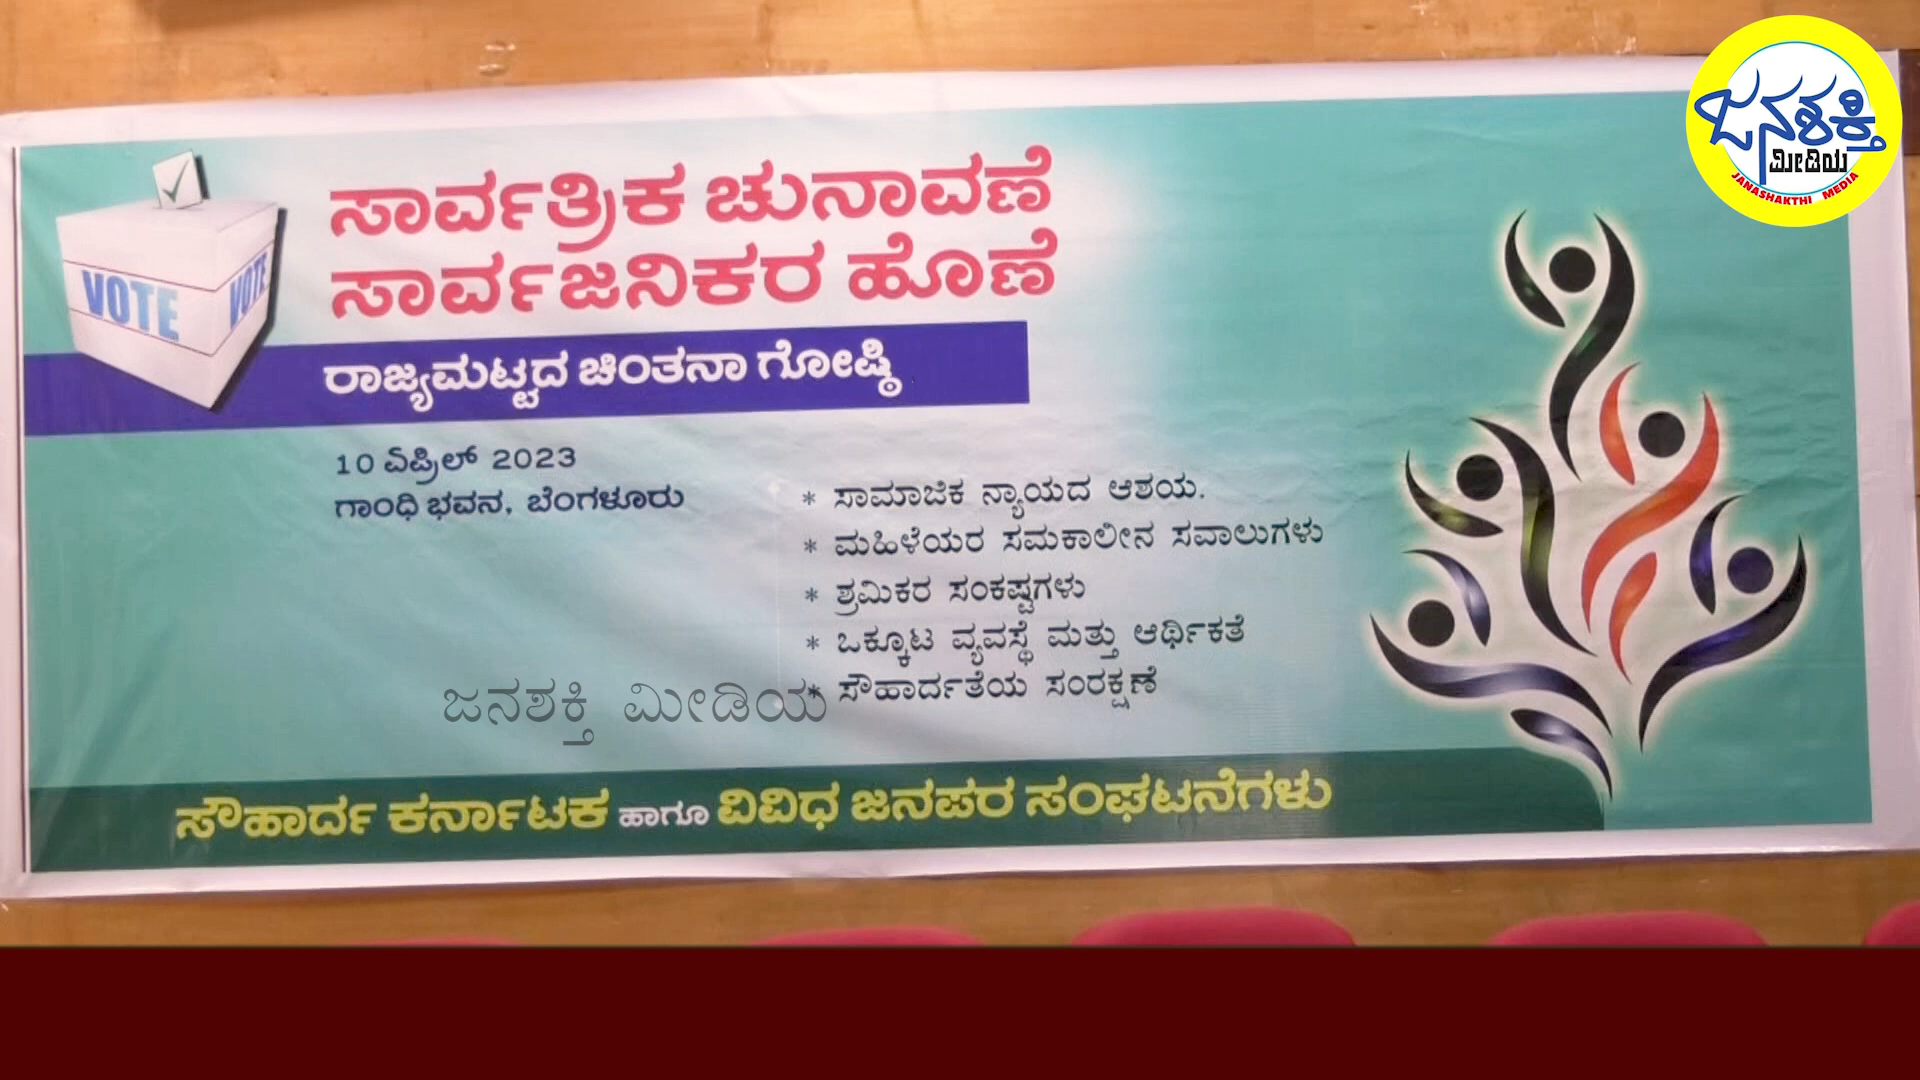 ಜನಶಕ್ತಿ
ಮೀಡಿಯ
JANASHAKTHI MEDIA
ಸಾರ್ವತ್ರಿಕ ಚುನಾವಣೆ
ಸಾರ್ವಜನಿಕರ ಹೊಣೆ
VOTE VOTE
ರಾಜ್ಯಮಟ್ಟದ ಚಿಂತನಾ ಗೋಷ್ಠಿ
10 ಏಪ್ರಿಲ್ 2023
ಗಾಂಧಿ ಭವನ, ಬೆಂಗಳೂರು
* ಸಾಮಾಜಿಕ ನ್ಯಾಯದ ಆಶಯ.
* ಮಹಿಳೆಯರ ಸಮಕಾಲೀನ ಸವಾಲುಗಳು
* ಶ್ರಮಿಕರ ಸಂಕಷ್ಟಗಳು
* ಒಕ್ಕೂಟ ವ್ಯವಸ್ಥೆ ಮತ್ತು ಆರ್ಥಿಕತೆ
* ಸೌಹಾರ್ದತೆಯ ಸಂರಕ್ಷಣೆ
ಜನಶಕ್ತಿ ಮೀಡಿಯ
ಸೌಹಾರ್ದ ಕರ್ನಾಟಕ ಹಾಗೂ ವಿವಿಧ ಜನಪರ ಸಂಘಟನೆಗಳು